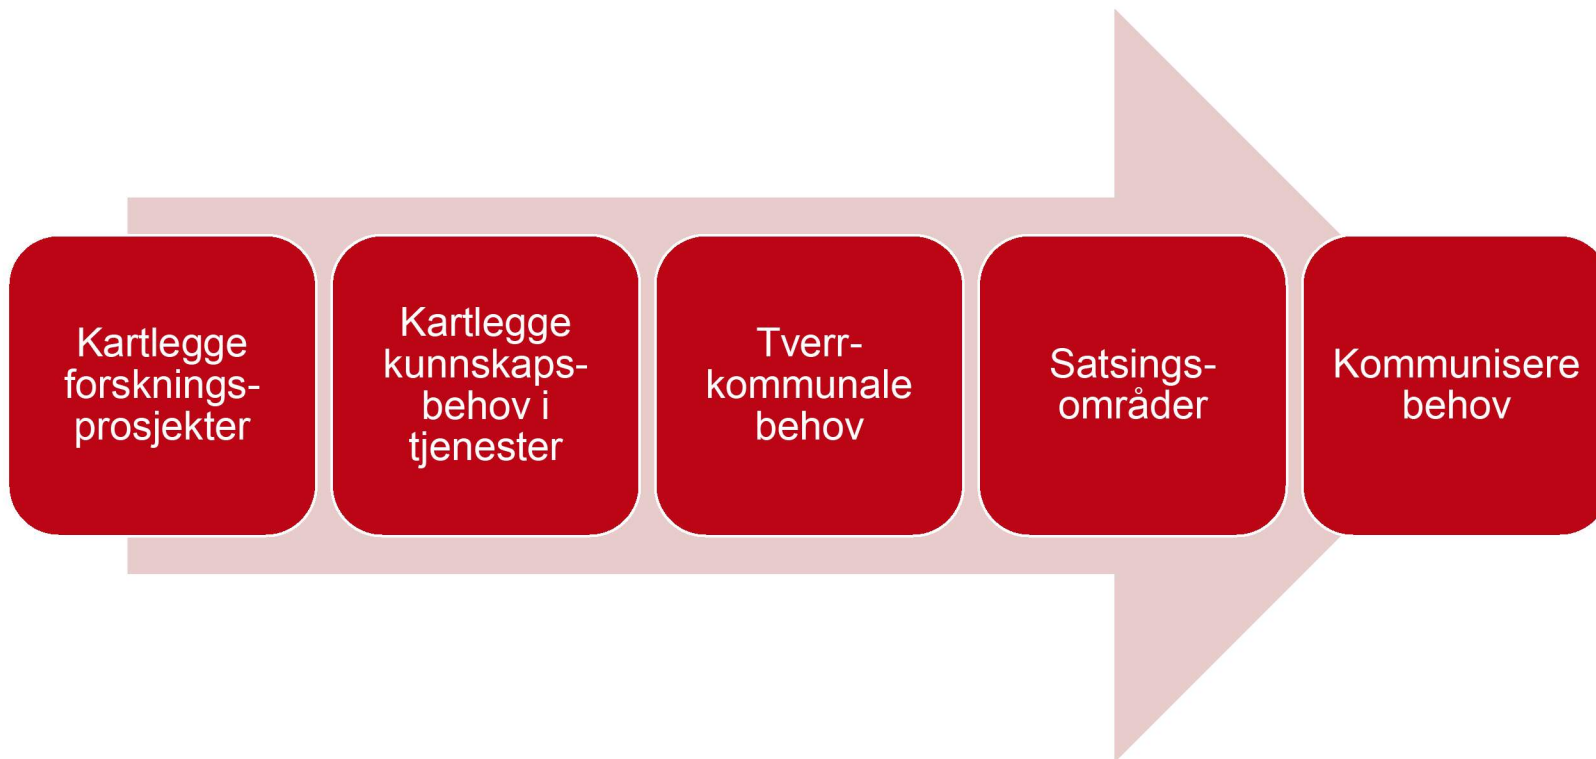 Kartlegge
forsknings-
prosjekter
Kartlegge
kunnskaps-
behov i
tjenester
Tverr-
kommunale
behov
Satsings-
områder
Kommunisere
behov